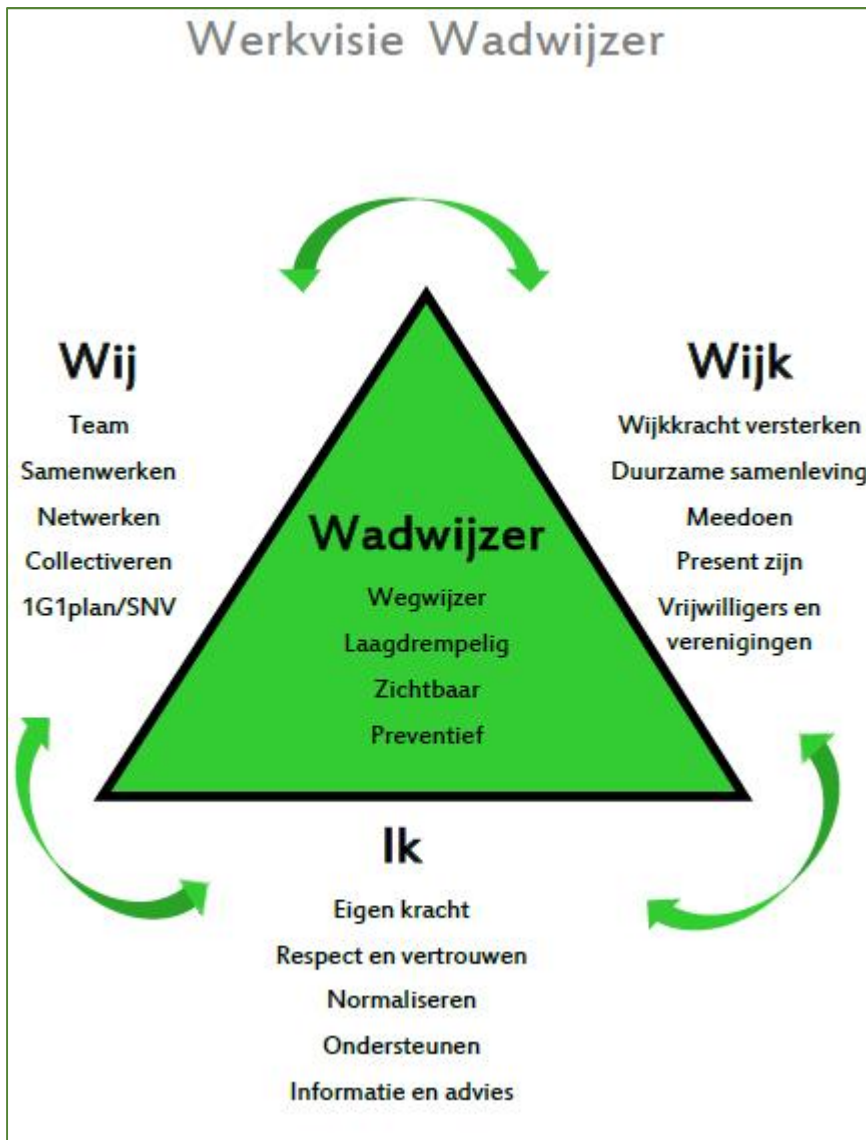 Werkvisie Wadwijzer
Wij
Team
Samenwerken
Netwerken
Collectiveren
1G1plan/SNV
Wijk
Wijkkracht versterken
Duurzame samenleving
Meedoen
Present zijn
Vrijwilligers en
verenigingen
Wadwijzer
Wegwijzer
Laagdrempelig
Zichtbaar
Preventief
Ik
Eigen kracht
Respect en vertrouwen
Normaliseren
Ondersteunen
Informatie en advies